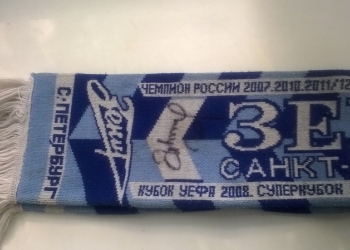 С-ПЕТЕРБУРГ
Зенит
ЧЕМПИОН РОССИИ 2007.2010.2011/12
ЗЕ
САНКТ-
КУБОК УЕФА 2008. СУПЕРКУБОК